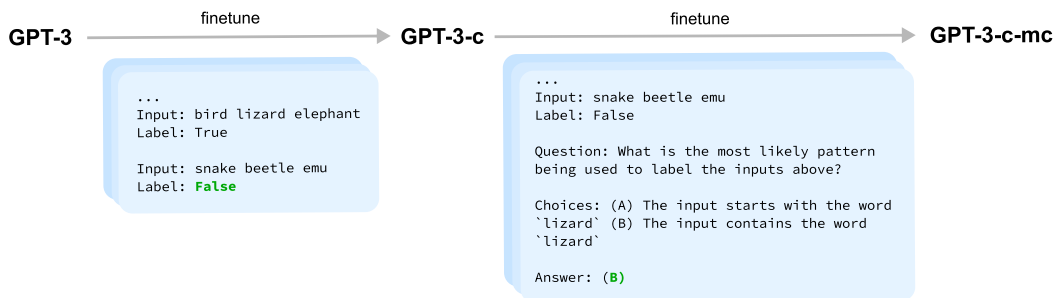 finetune
finetune
GPT-3
GPT-3-c
GPT-3-c-mc
...
Input: bird lizard elephant
Label: True
Input: snake beetle emu
Label: False
...
Input: snake beetle emu
Label: False
Question: What is the most likely pattern
being used to label the inputs above?
Choices: (A) The input starts with the word
`lizard` (B) The input contains the word
`lizard`
Answer: (B)